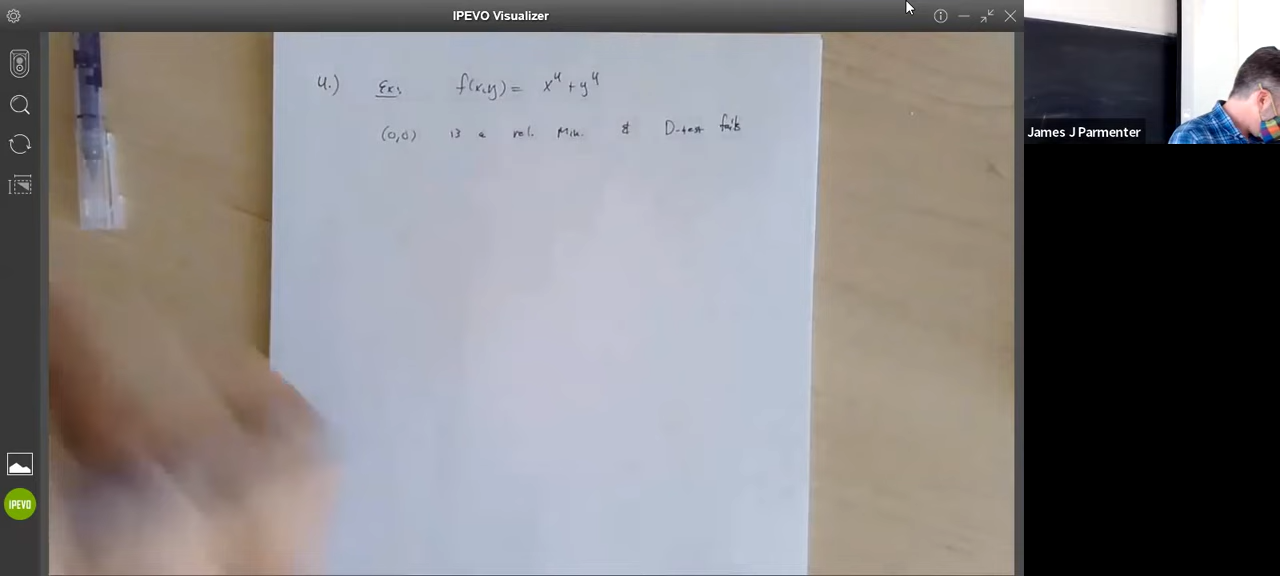 IPEVO Visualizer
4.) Ex: f(x,y) = x⁴ + y⁴
(0,0) is a rel. Min. & D-test fails
James J Parmenter
IPEVO